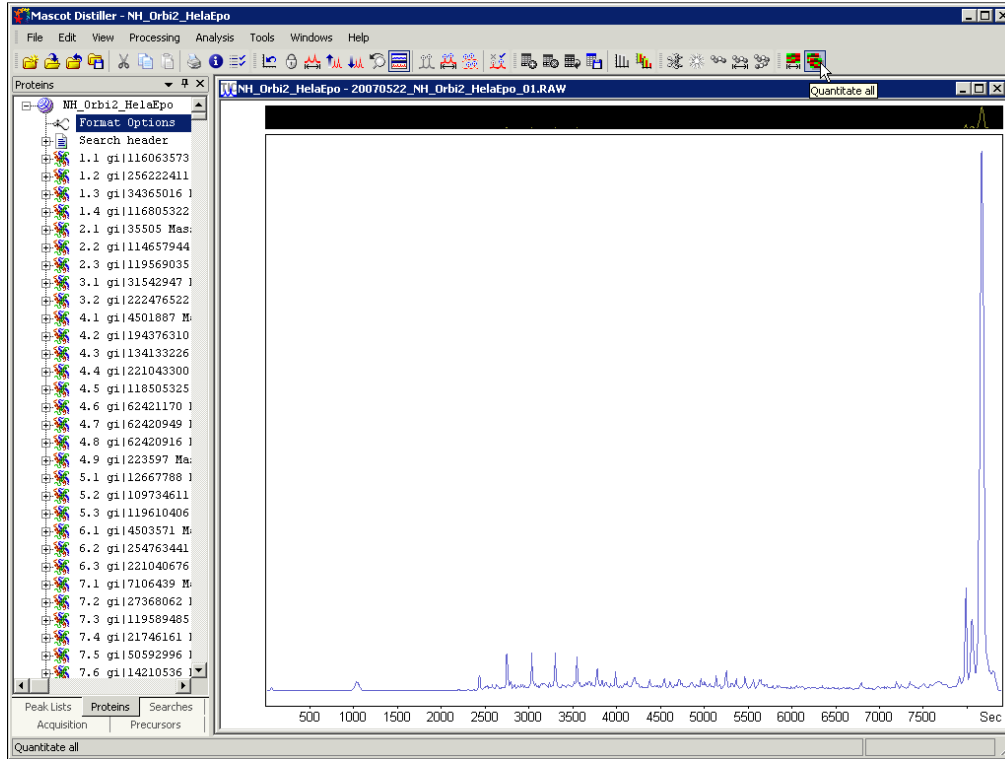 Mascot Distiller - NH_Orbi2_HelaEpo
File Edit View Processing Analysis Tools Windows Help
Proteins
NH_Orbi2_HelaEpo
Format Options
Search header
1.1 gi|116063573
1.2 gi|256222411
1.3 gi|34365016
1.4 gi|116805322
2.1 gi|35505 Mas
2.2 gi|114657944
2.3 gi|119569035
3.1 gi|31542947
3.2 gi|222476522
4.1 gi|4501887 M
4.2 gi|194376310
4.3 gi|134133226
4.4 gi|221043300
4.5 gi|118505325
4.6 gi|62421170
4.7 gi|62420949
4.8 gi|62420916
4.9 gi|223597 Ma
5.1 gi|12667788
5.2 gi|109734611
5.3 gi|119610406
6.1 gi|4503571 M
6.2 gi|254763441
6.3 gi|221040676
7.1 gi|7106439 M
7.2 gi|27368062
7.3 gi|119589485
7.4 gi|21746161
7.5 gi|50592996
7.6 gi|14210536
Peak Lists Proteins Searches
Acquisition Precursors
NH_Orbi2_HelaEpo - 20070522_NH_Orbi2_HelaEpo_01.RAW
Quantitate all
500 1000 1500 2000 2500 3000 3500 4000 4500 5000 5500 6000 6500 7000 7500 Sec
Quantitate all